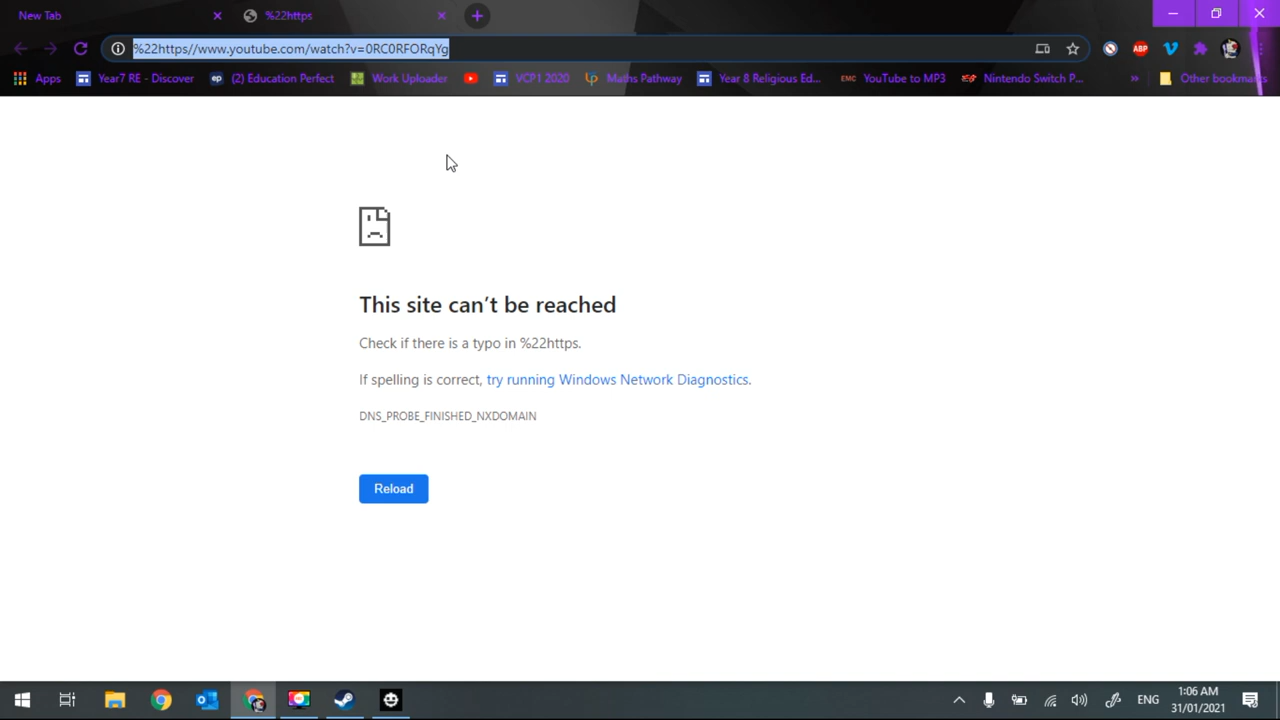 New Tab
%22https
%22https//www.youtube.com/watch?v=0RC0RFORqYg
ABP
Apps
Year7 RE - Discover
ep
(2) Education Perfect
Work Uploader
VCP1 2020
Maths Pathway
Year 8 Religious Ed...
EMC
YouTube to MP3
Nintendo Switch P...
»
Other bookmarks
This site can't be reached
Check if there is a typo in %22https.
If spelling is correct, try running Windows Network Diagnostics.
DNS_PROBE_FINISHED_NXDOMAIN
Reload
ENG
1:06 AM
31/01/2021